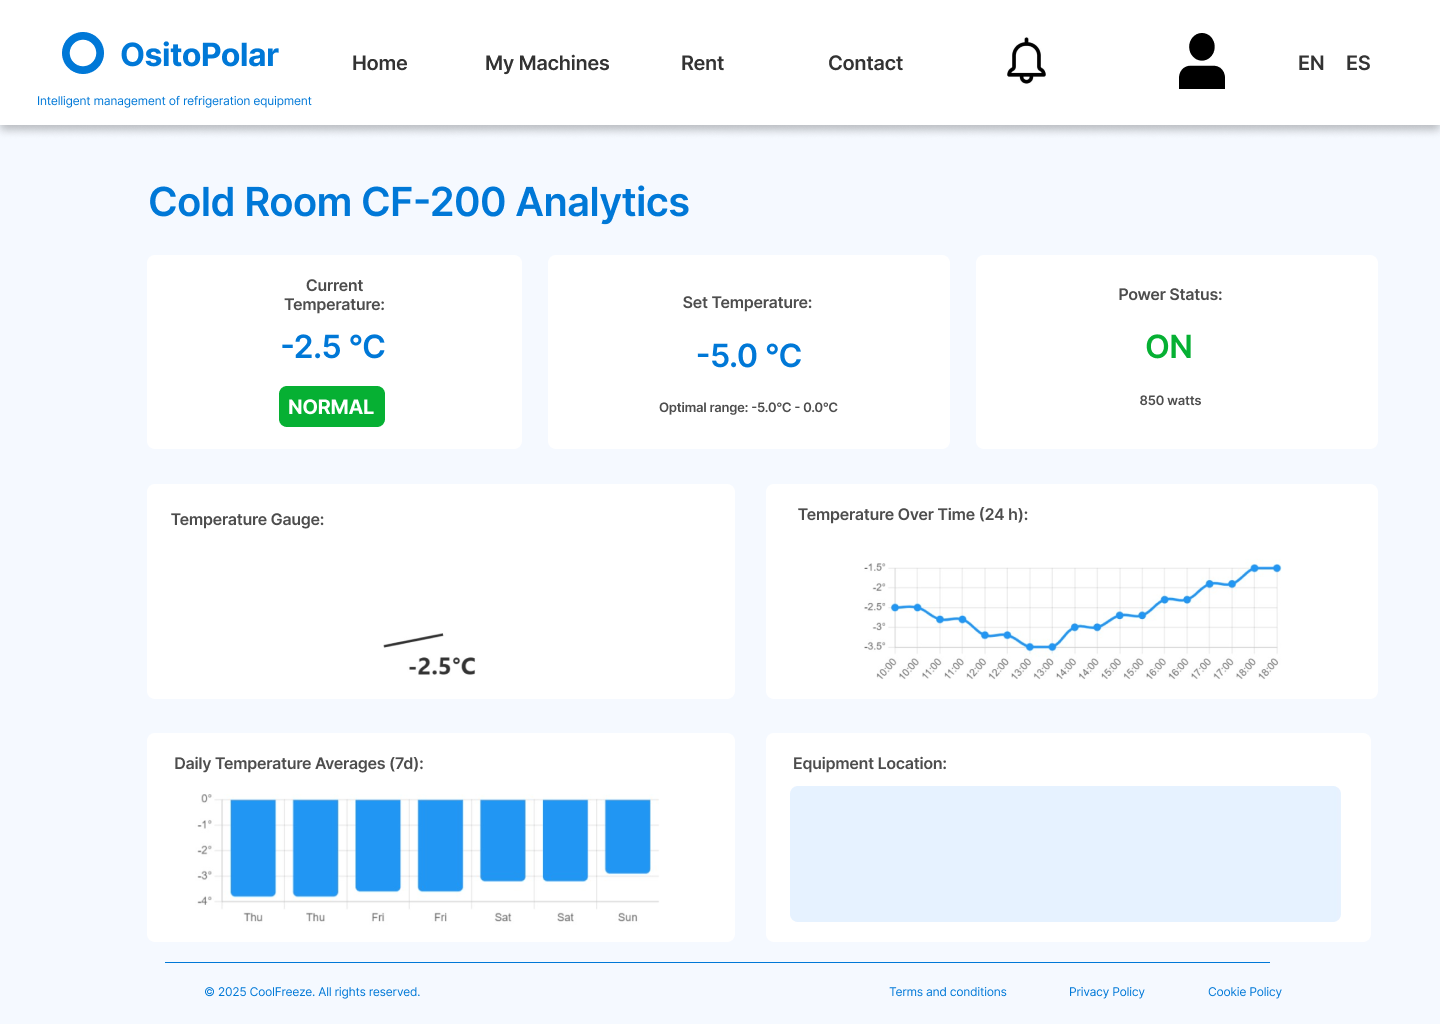 OsitoPolar
Intelligent management of refrigeration equipment
Home
My Machines
Rent
Contact
EN
ES
Cold Room CF-200 Analytics
Current
Temperature:
-2.5 °C
NORMAL
Set Temperature:
-5.0 °C
Optimal range: -5.0°C - 0.0°C
Power Status:
ON
850 watts
Temperature Gauge:
-2.5°C
Temperature Over Time (24 h):
-1.5°
-2°
-2.5°
-3°
-3.5°
10:00
10:00
11:00
11:00
12:00
12:00
13:00
13:00
14:00
14:00
15:00
15:00
16:00
16:00
17:00
17:00
18:00
18:00
Daily Temperature Averages (7d):
0°
-1°
-2°
-3°
-4°
Thu
Thu
Fri
Fri
Sat
Sat
Sun
Equipment Location:
© 2025 CoolFreeze. All rights reserved.
Terms and conditions
Privacy Policy
Cookie Policy